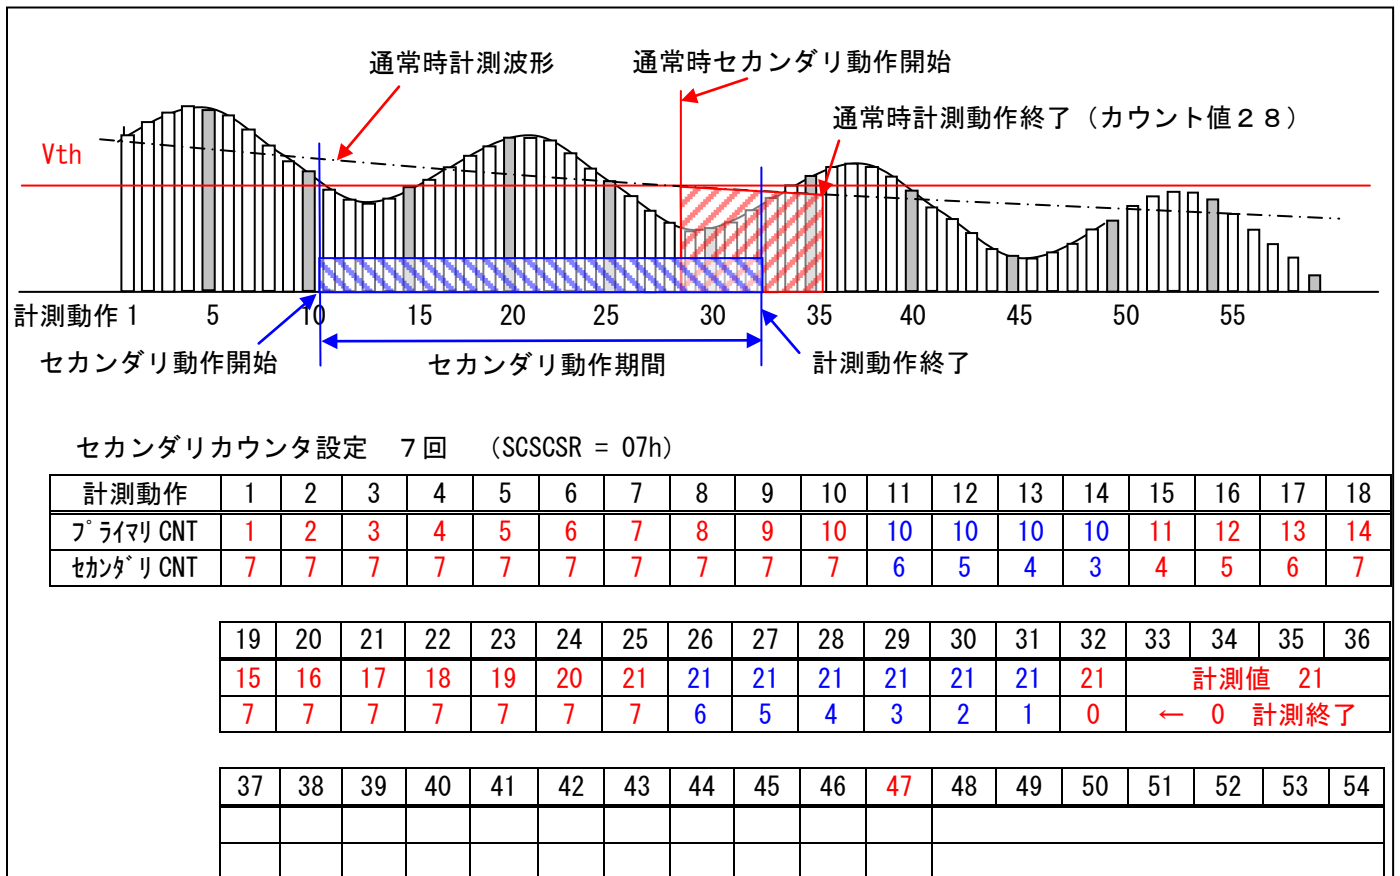 通常時計測波形
通常時セカンダリ動作開始
通常時計測動作終了（カウント値２８）
Vth
計測動作 1 5 10 15 20 25 30 35 40 45 50 55
セカンダリ動作開始
セカンダリ動作期間
計測動作終了
セカンダリカウンタ設定　７回　（SCSCSR = 07h）
計測動作 1 2 3 4 5 6 7 8 9 10 11 12 13 14 15 16 17 18
ﾌﾟﾗｲﾏﾘ CNT 1 2 3 4 5 6 7 8 9 10 10 10 10 10 11 12 13 14
ｾｶﾝﾀﾞﾘ CNT 7 7 7 7 7 7 7 7 7 7 6 5 4 3 4 5 6 7
19 20 21 22 23 24 25 26 27 28 29 30 31 32 33 34 35 36
15 16 17 18 19 20 21 21 21 21 21 21 21 21 計測値　21
7 7 7 7 7 7 7 6 5 4 3 2 1 0 ←　0　計測終了
37 38 39 40 41 42 43 44 45 46 47 48 49 50 51 52 53 54